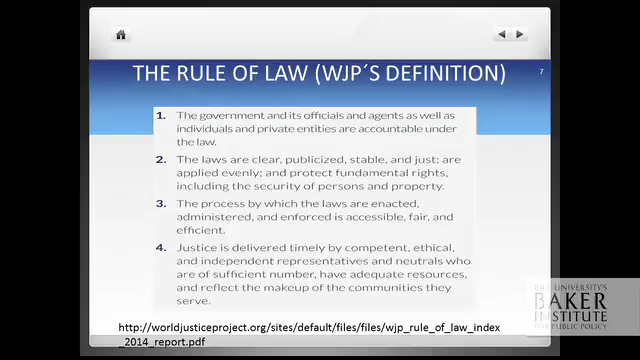 THE RULE OF LAW (WJP´S DEFINITION)
7
1. The government and its officials and agents as well as
individuals and private entities are accountable under
the law.
2. The laws are clear, publicized, stable, and just; are
applied evenly; and protect fundamental rights,
including the security of persons and property.
3. The process by which the laws are enacted,
administered, and enforced is accessible, fair, and
efficient.
4. Justice is delivered timely by competent, ethical,
and independent representatives and neutrals who
are of sufficient number, have adequate resources,
and reflect the makeup of the communities they
serve.
http://worldjusticeproject.org/sites/default/files/files/wjp_rule_of_law_index
_2014_report.pdf
UNIVERSITY'S
BAKER
INSTITUTE
FOR PUBLIC POLICY